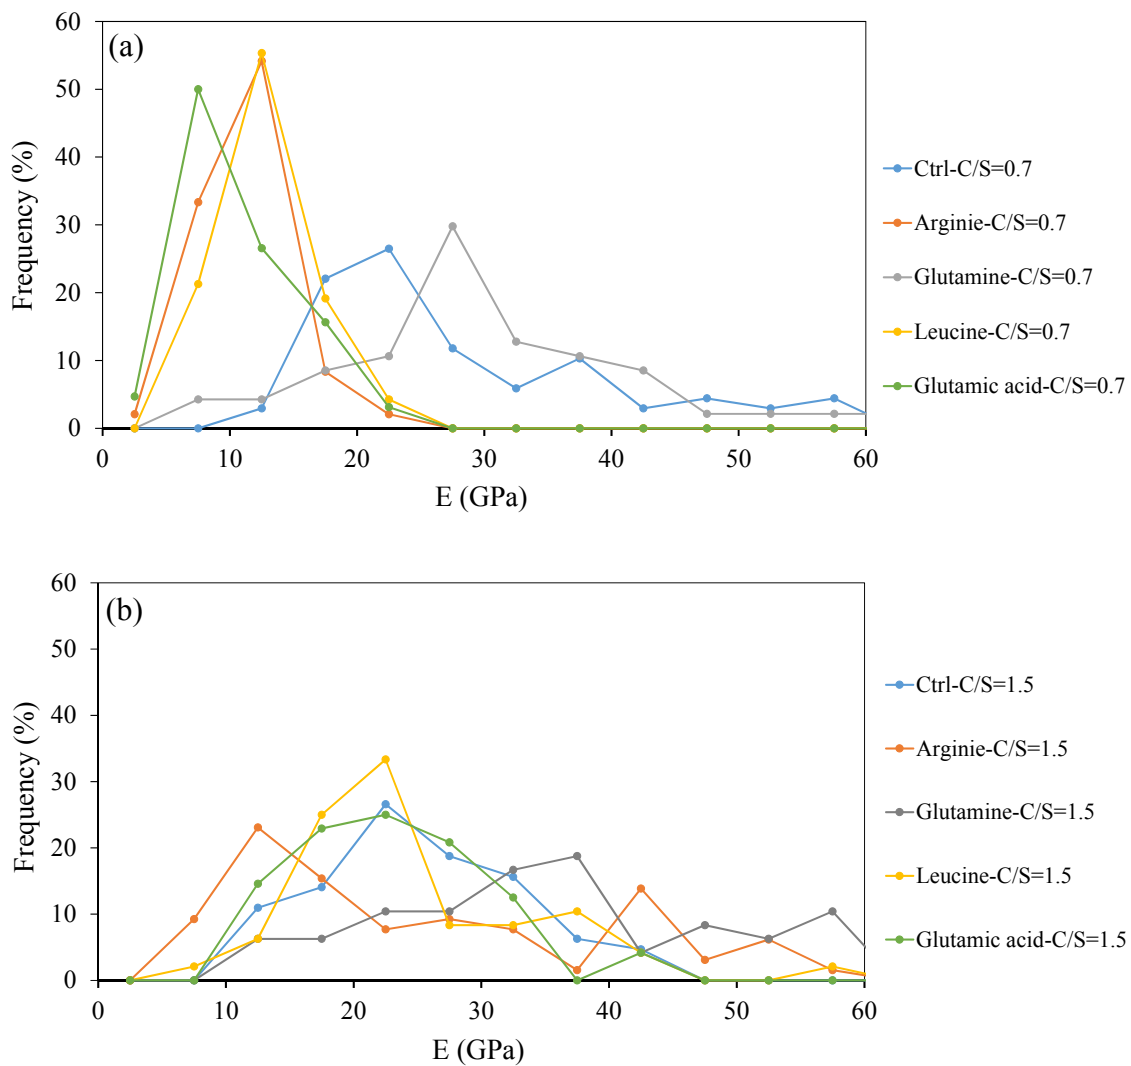 (a)
Frequency (%)
60
50
40
30
20
10
0
0 10 20 30 40 50 60
E (GPa)
Ctrl-C/S=0.7
Arginie-C/S=0.7
Glutamine-C/S=0.7
Leucine-C/S=0.7
Glutamic acid-C/S=0.7
(b)
Frequency (%)
60
50
40
30
20
10
0
0 10 20 30 40 50 60
E (GPa)
Ctrl-C/S=1.5
Arginie-C/S=1.5
Glutamine-C/S=1.5
Leucine-C/S=1.5
Glutamic acid-C/S=1.5